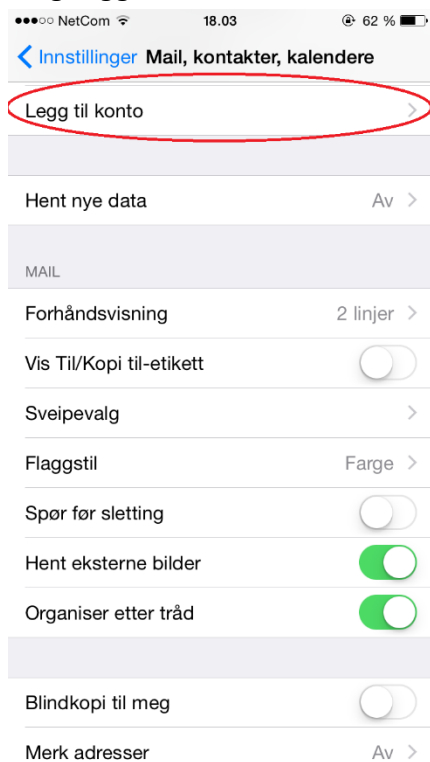 NetCom 18.03 62 %
Innstillinger Mail, kontakter, kalendere
Legg til konto
Hent nye data Av
MAIL
Forhåndsvisning 2 linjer
Vis Til/Kopi til-etikett
Sveipevalg
Flaggstil Farge
Spør før sletting
Hent eksterne bilder
Organiser etter tråd
Blindkopi til meg
Merk adresser Av